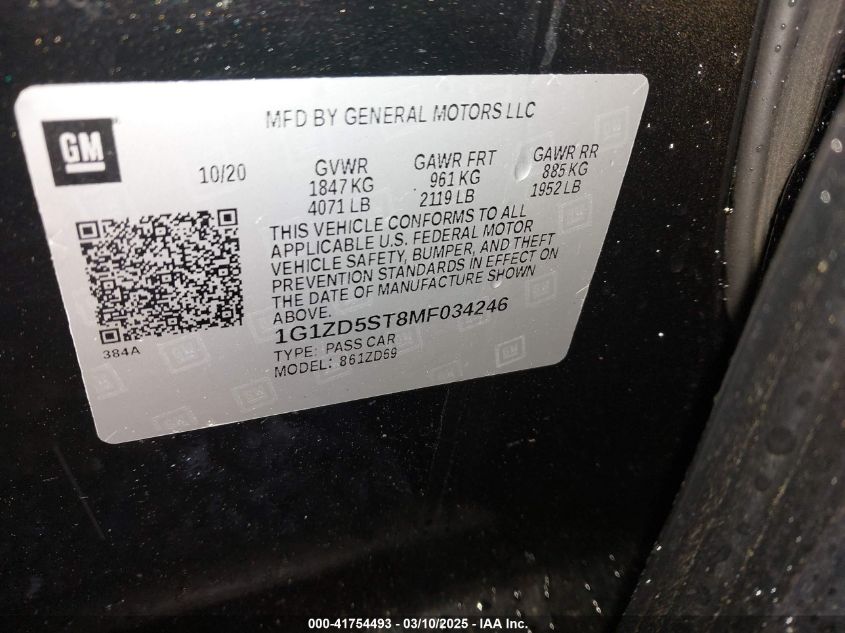 MFD BY GENERAL MOTORS LLC
GM
10/20
GVWR
1847 KG
4071 LB
GAWR FRT
961 KG
2119 LB
GAWR RR
885 KG
1952 LB
THIS VEHICLE CONFORMS TO ALL
APPLICABLE U.S. FEDERAL MOTOR
VEHICLE SAFETY, BUMPER, AND THEFT
PREVENTION STANDARDS IN EFFECT ON
THE DATE OF MANUFACTURE SHOWN
ABOVE.
1G1ZD5ST8MF034246
TYPE: PASS CAR
MODEL: 861ZD69
384A
000-41754493 - 03/10/2025 - IAA Inc.